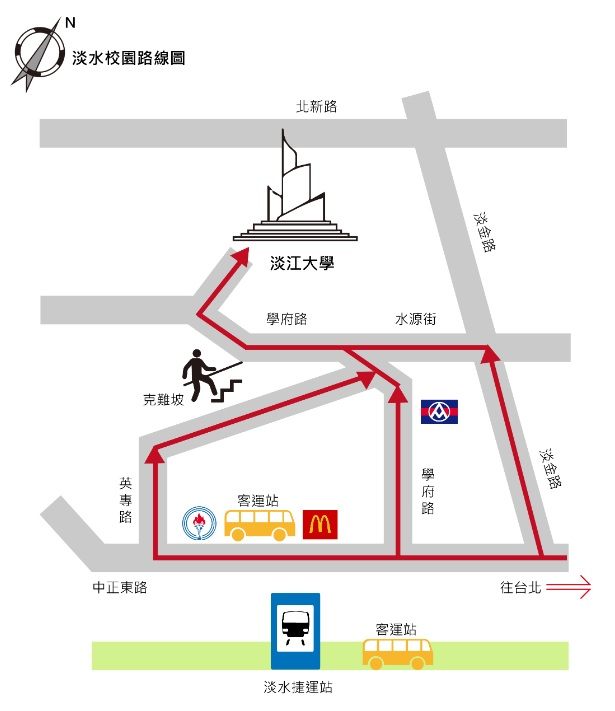 N
淡水校園路線圖
北新路
淡金路
淡江大學
學府路
水源街
克難坡
淡金路
英專路
客運站
學府路
中正東路
往台北
客運站
淡水捷運站